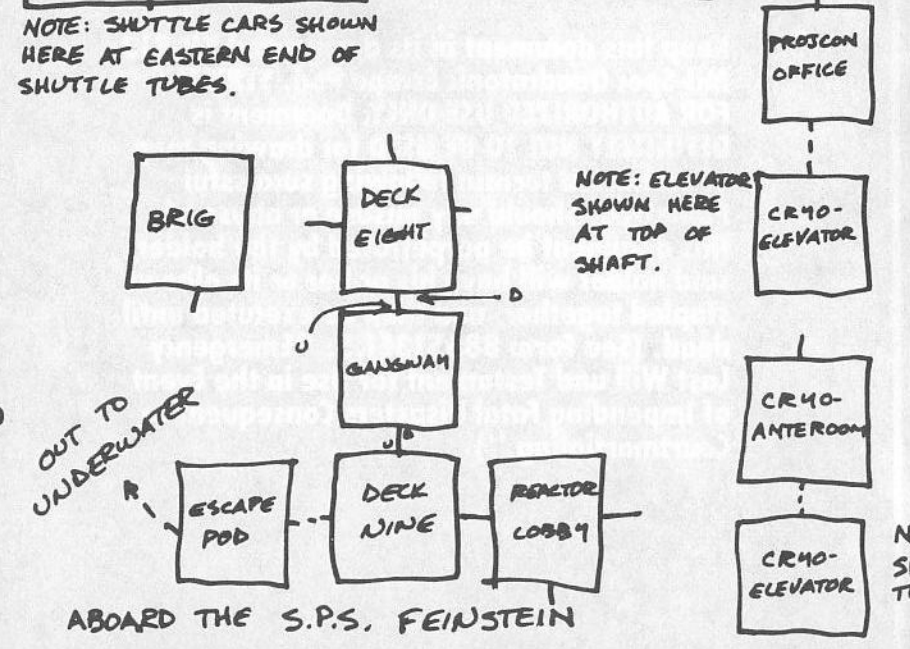 NOTE: SHUTTLE CARS SHOWN
HERE AT EASTERN END OF
SHUTTLE TUBES.
PROJCON
OFFICE
BRIG
DECK
EIGHT
NOTE: ELEVATOR
SHOWN HERE
AT TOP OF
SHAFT.
CRYO-
ELEVATOR
D
U
GANGWAY
U
D
CRYO-
ANTEROOM
OUT TO
UNDERWATER
ESCAPE
POD
DECK
NINE
REACTOR
LOBBY
CRYO-
ELEVATOR
ABOARD THE S.P.S. FEINSTEIN